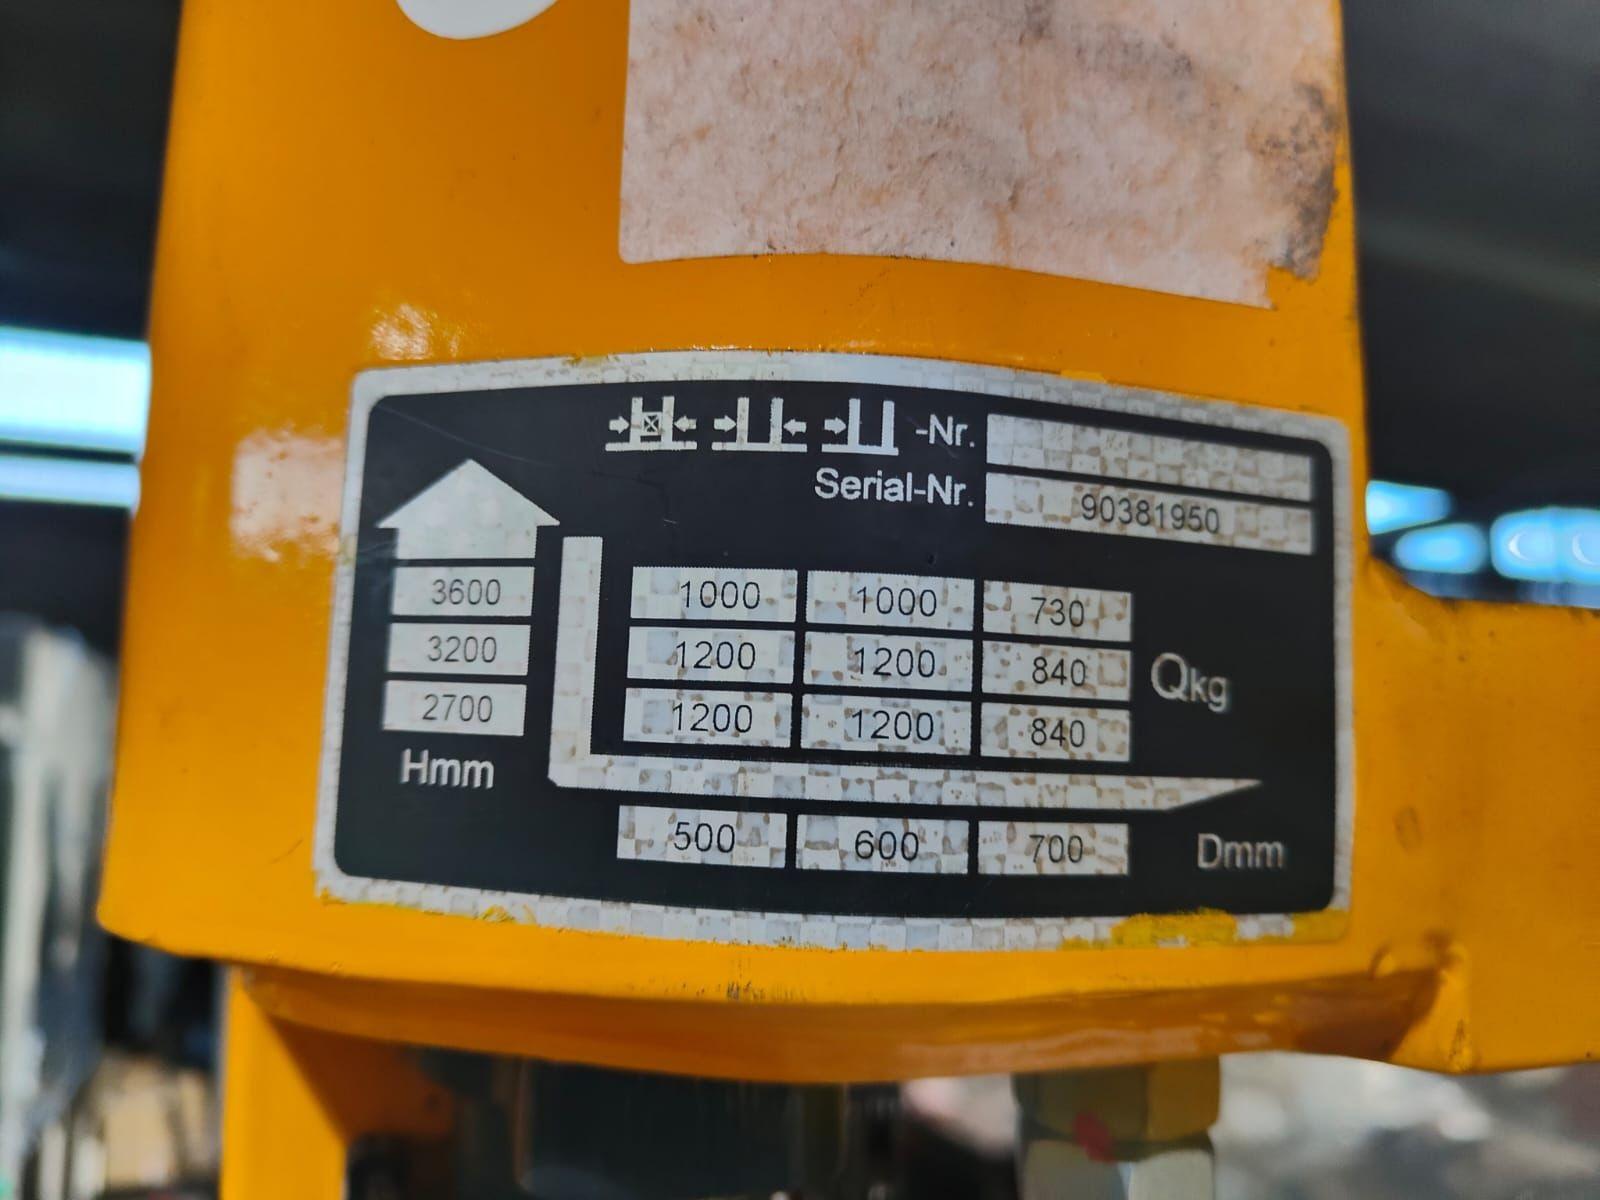 -Nr.
Serial-Nr. 90381950
3600 1000 1000 730
3200 1200 1200 840 Qkg
2700 1200 1200 840
Hmm
500 600 700 Dmm